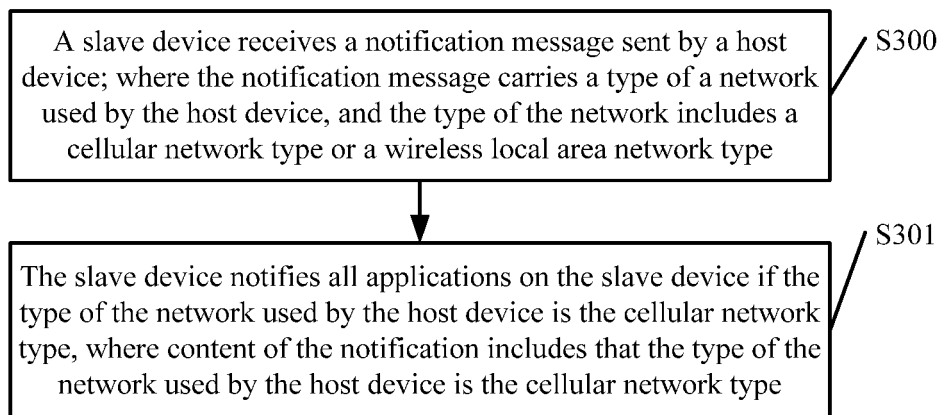 A slave device receives a notification message sent by a host
device; where the notification message carries a type of a network
used by the host device, and the type of the network includes a
cellular network type or a wireless local area network type
S300
The slave device notifies all applications on the slave device if the
type of the network used by the host device is the cellular network
type, where content of the notification includes that the type of the
network used by the host device is the cellular network type
S301